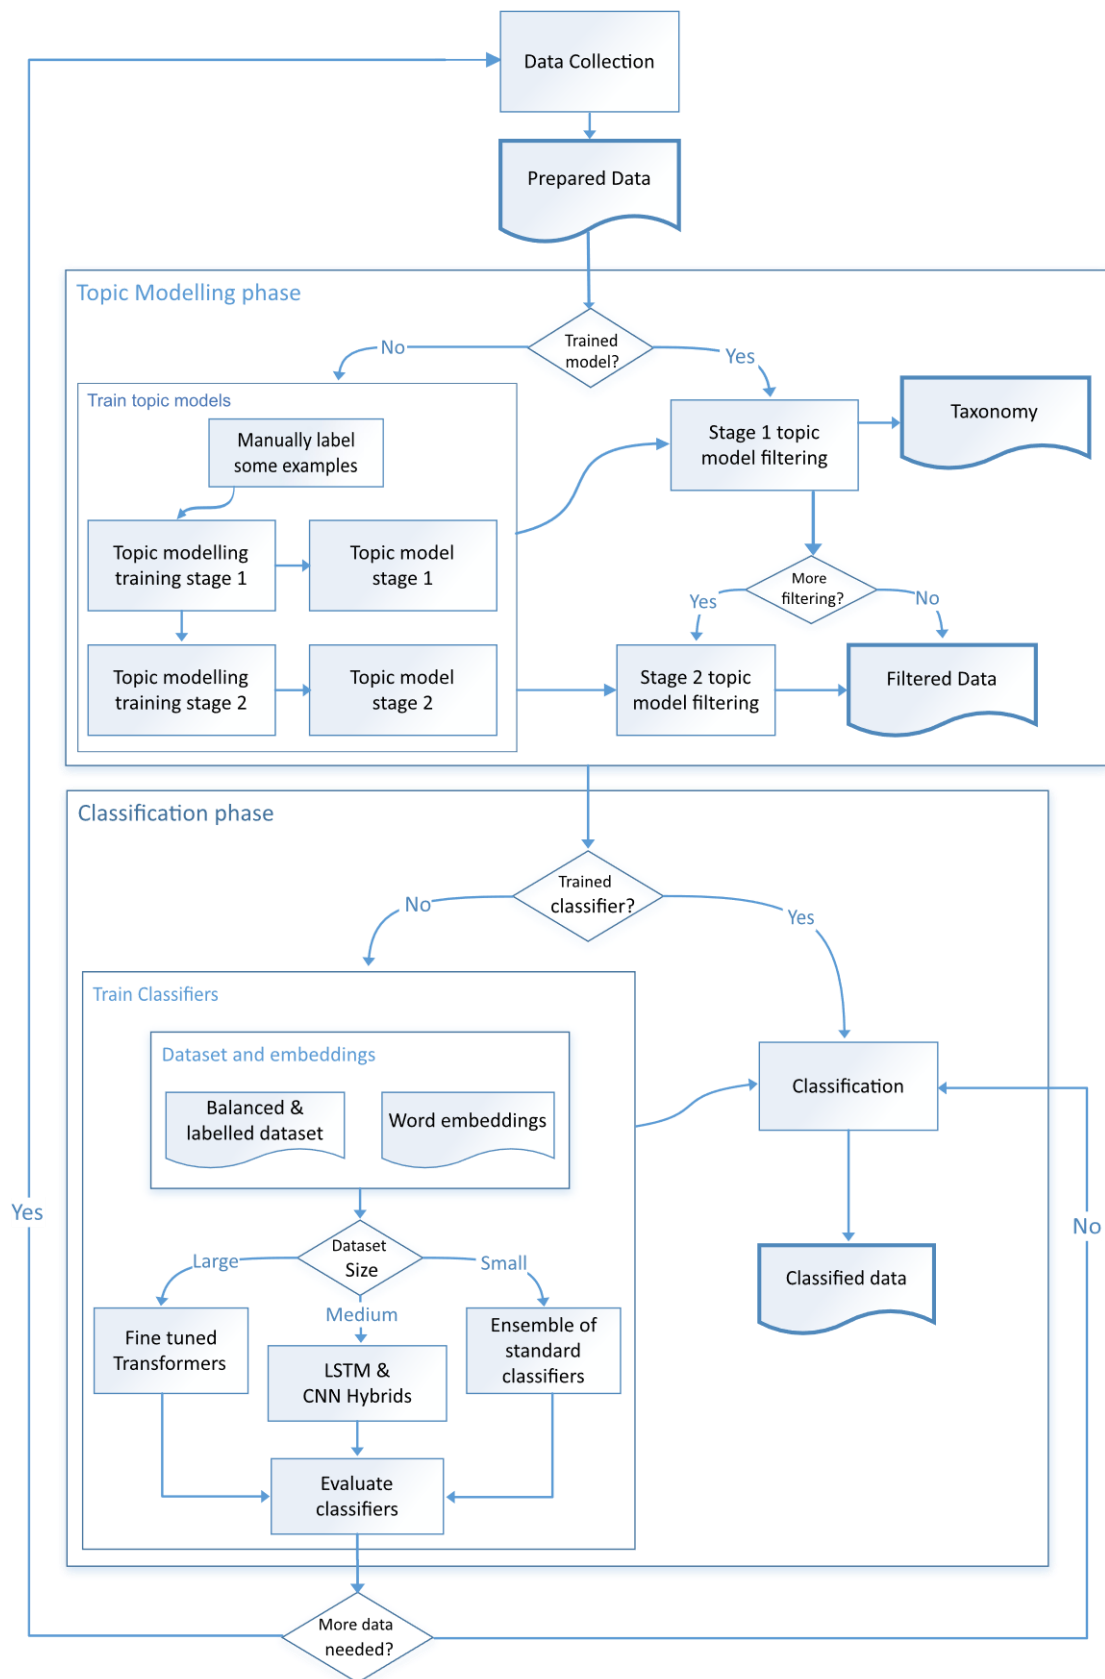 Data Collection
Prepared Data
Topic Modelling phase
Trained
model?
No
Yes
Train topic models
Manually label
some examples
Stage 1 topic
model filtering
Taxonomy
Topic modelling
training stage 1
Topic model
stage 1
More
filtering?
Yes
No
Topic modelling
training stage 2
Topic model
stage 2
Stage 2 topic
model filtering
Filtered Data
Classification phase
Trained
classifier?
No
Yes
Train Classifiers
Dataset and embeddings
Balanced &
labelled dataset
Word embeddings
Classification
Yes
No
Dataset
Size
Large
Small
Medium
Classified data
Fine tuned
Transformers
LSTM &
CNN Hybrids
Ensemble of
standard
classifiers
Evaluate
classifiers
More data
needed?